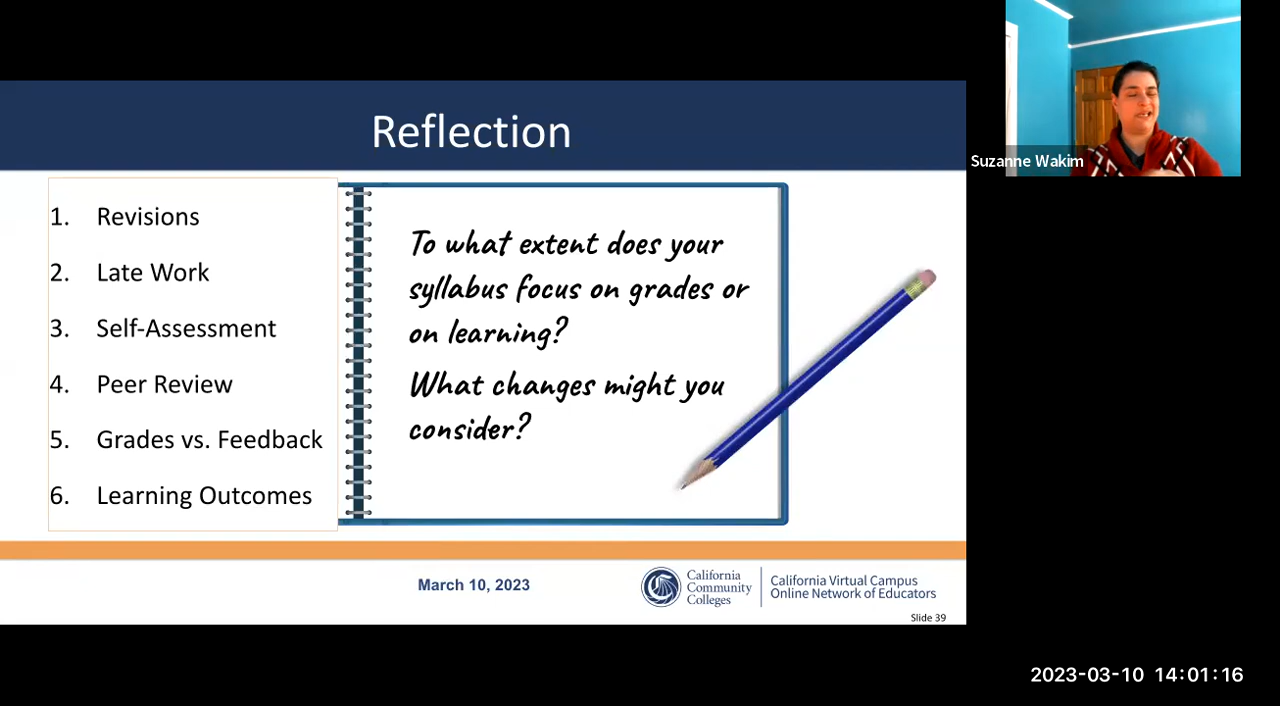 Reflection
1. Revisions
2. Late Work
3. Self-Assessment
4. Peer Review
5. Grades vs. Feedback
6. Learning Outcomes
To what extent does your
syllabus focus on grades or
on learning?
What changes might you
consider?
March 10, 2023
California
Community
Colleges
California Virtual Campus
Online Network of Educators
Slide 39
Suzanne Wakim
2023-03-10 14:01:16